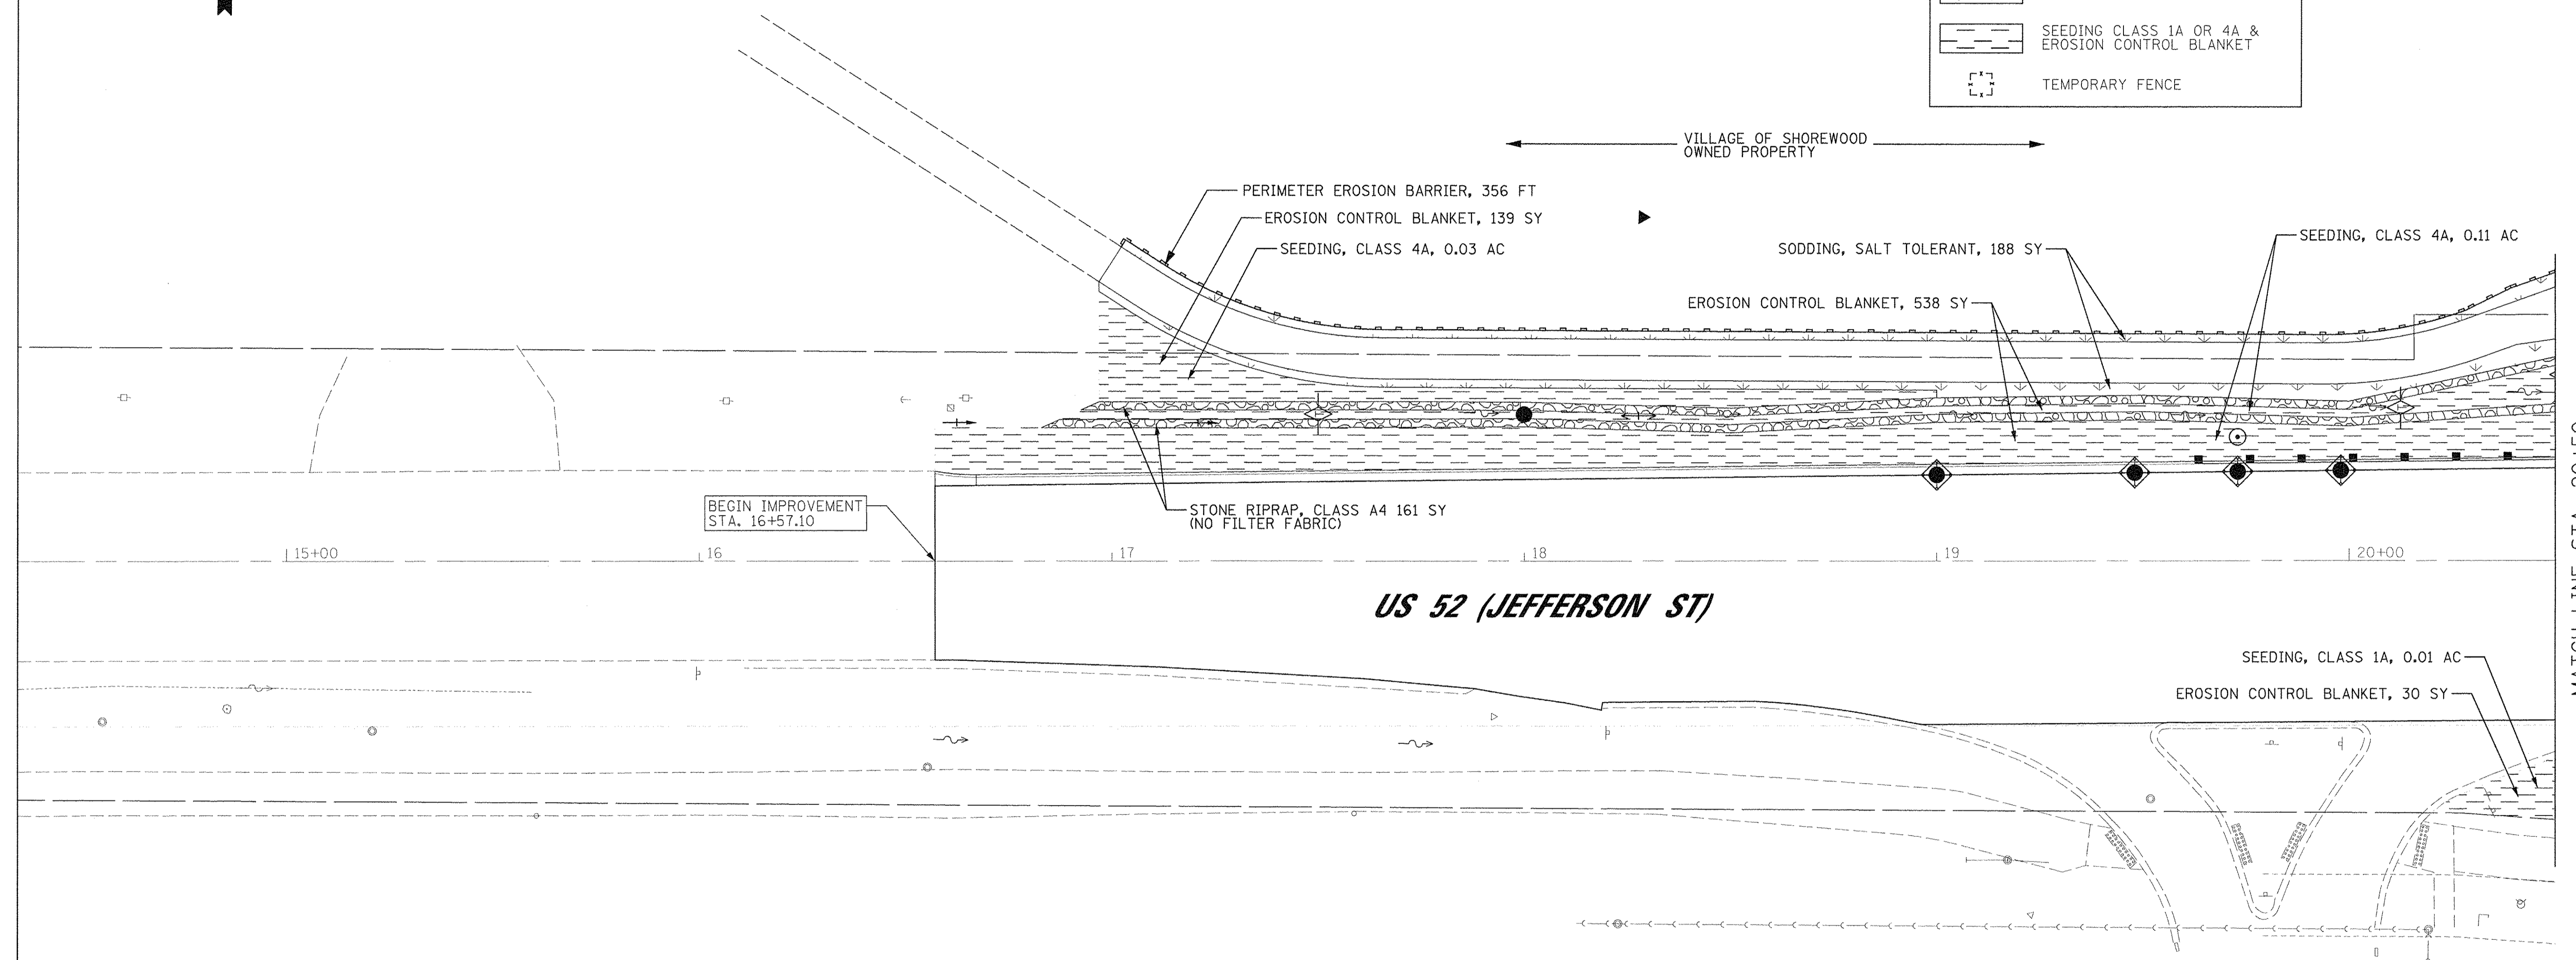 SEEDING CLASS 1A OR 4A &
EROSION CONTROL BLANKET
TEMPORARY FENCE
VILLAGE OF SHOREWOOD
OWNED PROPERTY
PERIMETER EROSION BARRIER, 356 FT
EROSION CONTROL BLANKET, 139 SY
SEEDING, CLASS 4A, 0.03 AC
SODDING, SALT TOLERANT, 188 SY
SEEDING, CLASS 4A, 0.11 AC
EROSION CONTROL BLANKET, 538 SY
BEGIN IMPROVEMENT
STA. 16+57.10
STONE RIPRAP, CLASS A4 161 SY
(NO FILTER FABRIC)
15+00
16
17
18
19
20+00
US 52 (JEFFERSON ST)
SEEDING, CLASS 1A, 0.01 AC
EROSION CONTROL BLANKET, 30 SY